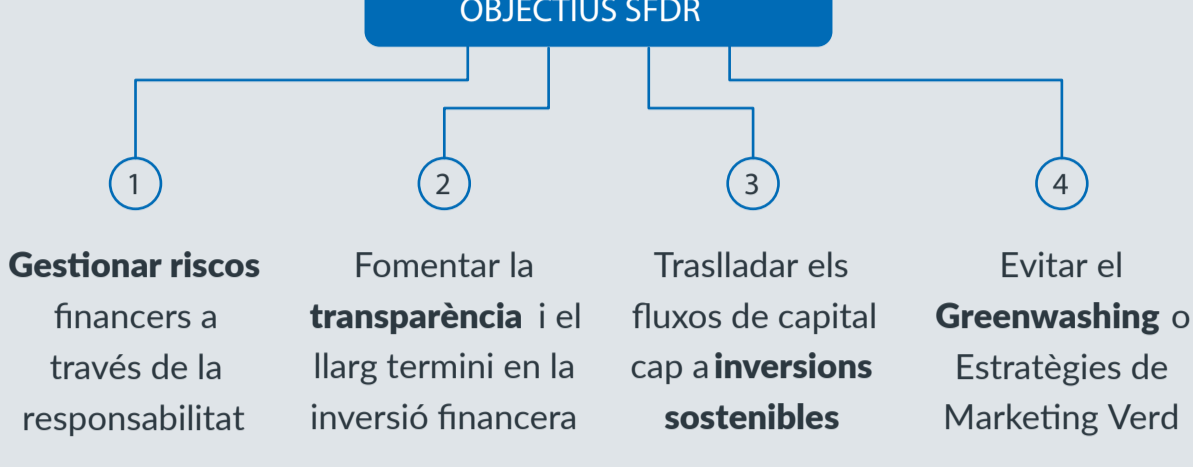 OBJECTIUS SFDR
1
2
3
4
Gestionar riscos
financers a
través de la
responsabilitat
Fomentar la
transparència i el
llarg termini en la
inversió financera
Traslladar els
fluxos de capital
cap a inversions
sostenibles
Evitar el
Greenwashing o
Estratègies de
Marketing Verd